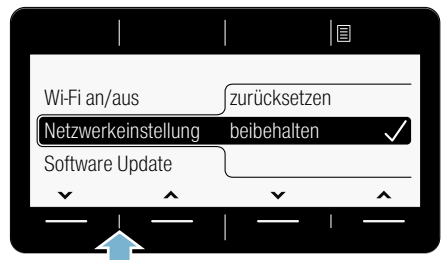 Wi-Fi an/aus zurücksetzen
Netzwerkeinstellung beibehalten
Software Update